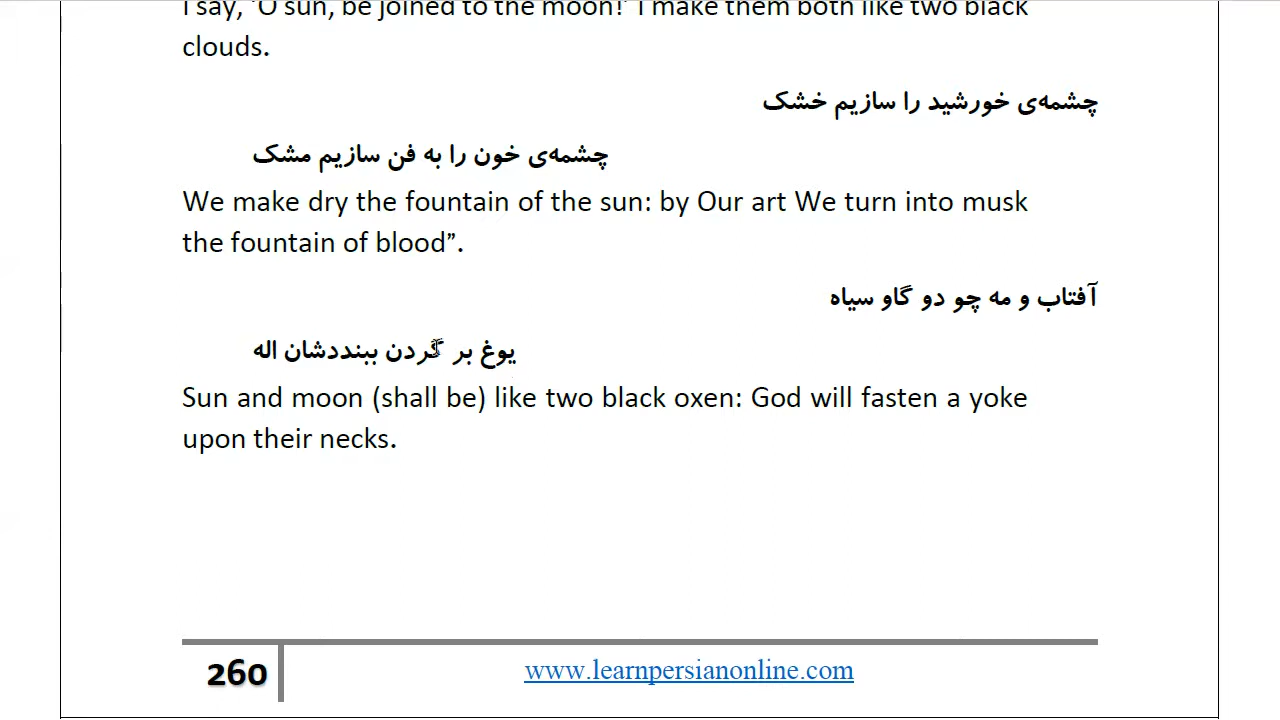 I say, ‘O sun, be joined to the moon!’ I make them both like two black
clouds.
چشمه‌ی خورشید را سازیم خشک
چشمه‌ی خون را به فن سازیم مشک
We make dry the fountain of the sun: by Our art We turn into musk
the fountain of blood”.
آفتاب و مه چو دو گاو سیاه
یوغ بر گردن ببنددشان اله
Sun and moon (shall be) like two black oxen: God will fasten a yoke
upon their necks.
260
www.learnpersianonline.com